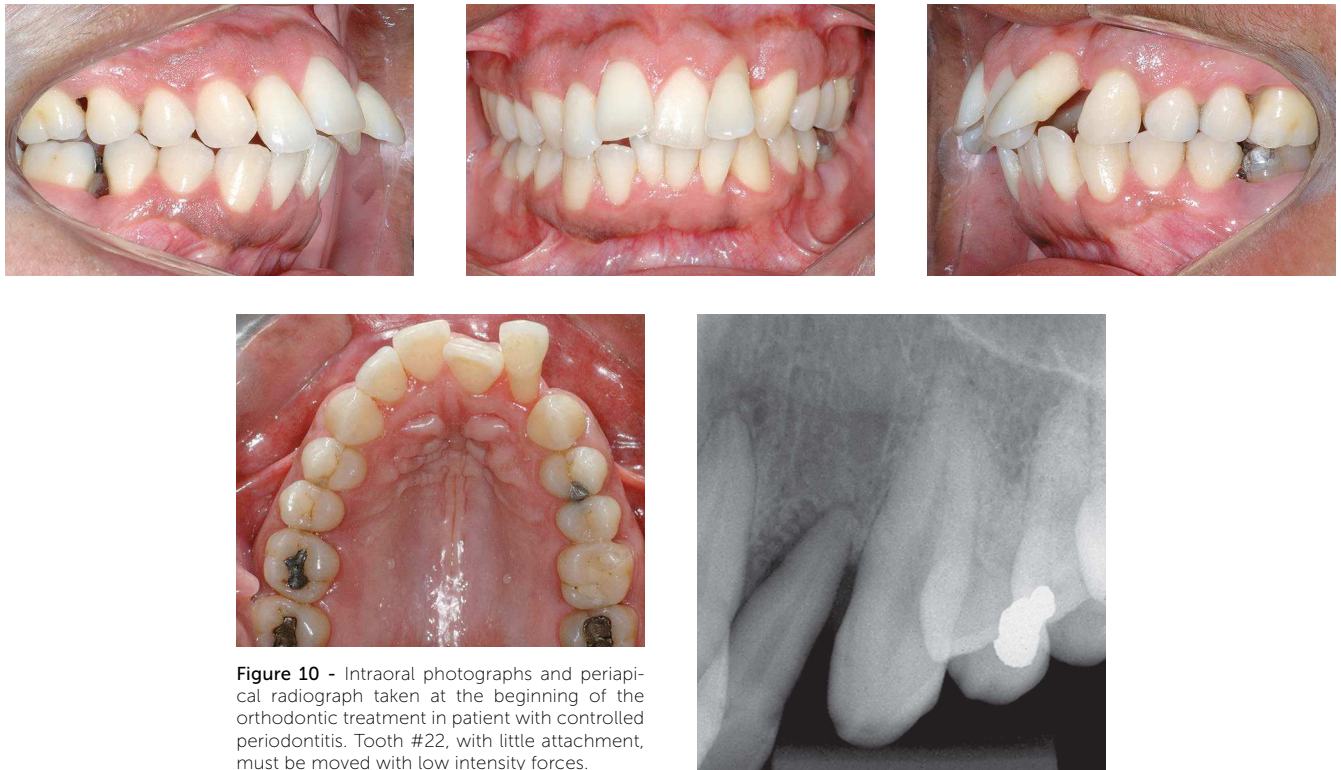 Figure 10 - Intraoral photographs and periapi-
cal radiograph taken at the beginning of the
orthodontic treatment in patient with controlled
periodontitis. Tooth #22, with little attachment,
must be moved with low intensity forces.